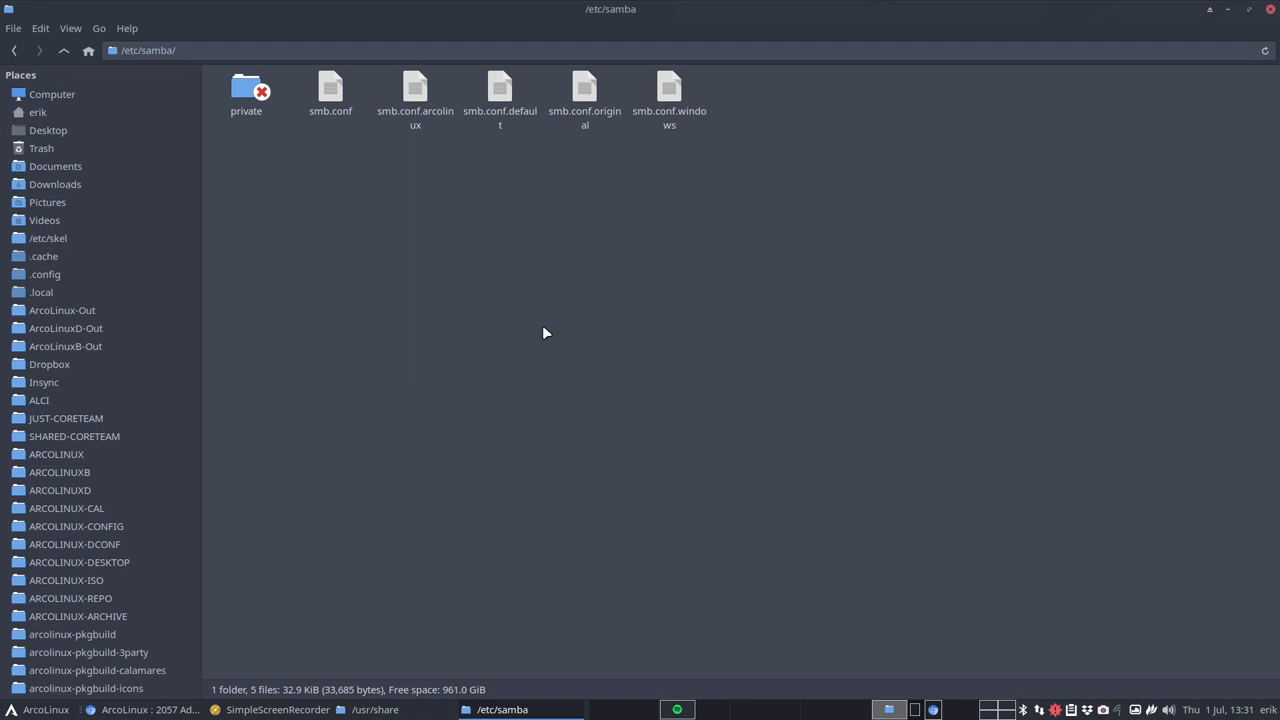 /etc/samba
File Edit View Go Help
/etc/samba/
Places
Computer
erik
Desktop
Trash
Documents
Downloads
Pictures
Videos
/etc/skel
.cache
.config
.local
ArcoLinux-Out
ArcoLinuxD-Out
ArcoLinuxB-Out
Dropbox
Insync
ALCI
JUST-CORETEAM
SHARED-CORETEAM
ARCOLINUX
ARCOLINUXB
ARCOLINUXD
ARCOLINUX-CAL
ARCOLINUX-CONFIG
ARCOLINUX-DCONF
ARCOLINUX-DESKTOP
ARCOLINUX-ISO
ARCOLINUX-REPO
ARCOLINUX-ARCHIVE
arcolinux-pkgbuild
arcolinux-pkgbuild-3party
arcolinux-pkgbuild-calamares
arcolinux-pkgbuild-icons
private
smb.conf
smb.conf.arcolin
ux
smb.conf.defaul
t
smb.conf.origin
al
smb.conf.windo
ws
1 folder, 5 files: 32.9 KiB (33,685 bytes), Free space: 961.0 GiB
ArcoLinux
ArcoLinux : 2057 Ad...
SimpleScreenRecorder
/usr/share
/etc/samba
Thu 1 Jul, 13:31 erik